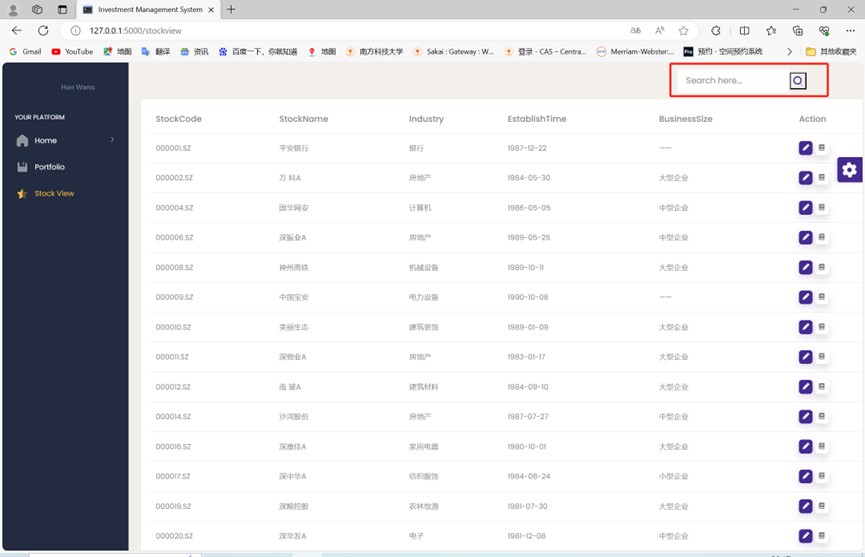 Investment Management System
127.0.0.1:5000/stockview
Gmail YouTube 地图 翻译 资讯 百度一下，你就知道 地图 南方科技大学 Sakai : Gateway : W... 登录 - CAS – Centra... Merriam-Webster:... 预约 - 空间预约系统 其他收藏夹
Han Wang
Search here...
YOUR PLATFORM
Home
Portfolio
Stock View
StockCode StockName Industry EstablishTime BusinessSize Action
000001.SZ 平安银行 银行 1987-12-22 ——
000002.SZ 万 科A 房地产 1984-05-30 大型企业
000004.SZ 国华网安 计算机 1986-05-05 中型企业
000006.SZ 深振业A 房地产 1989-05-25 中型企业
000008.SZ 神州高铁 机械设备 1989-10-11 大型企业
000009.SZ 中国宝安 电力设备 1990-10-08 ——
000010.SZ 美丽生态 建筑装饰 1989-01-09 大型企业
000011.SZ 深物业A 房地产 1983-01-17 大型企业
000012.SZ 南 玻A 建筑材料 1984-09-10 大型企业
000014.SZ 沙河股份 房地产 1987-07-27 中型企业
000016.SZ 深康佳A 家用电器 1980-10-01 大型企业
000017.SZ 深中华A 纺织服饰 1984-08-24 小型企业
000019.SZ 深粮控股 农林牧渔 1981-07-30 大型企业
000020.SZ 深华发A 电子 1981-12-08 中型企业